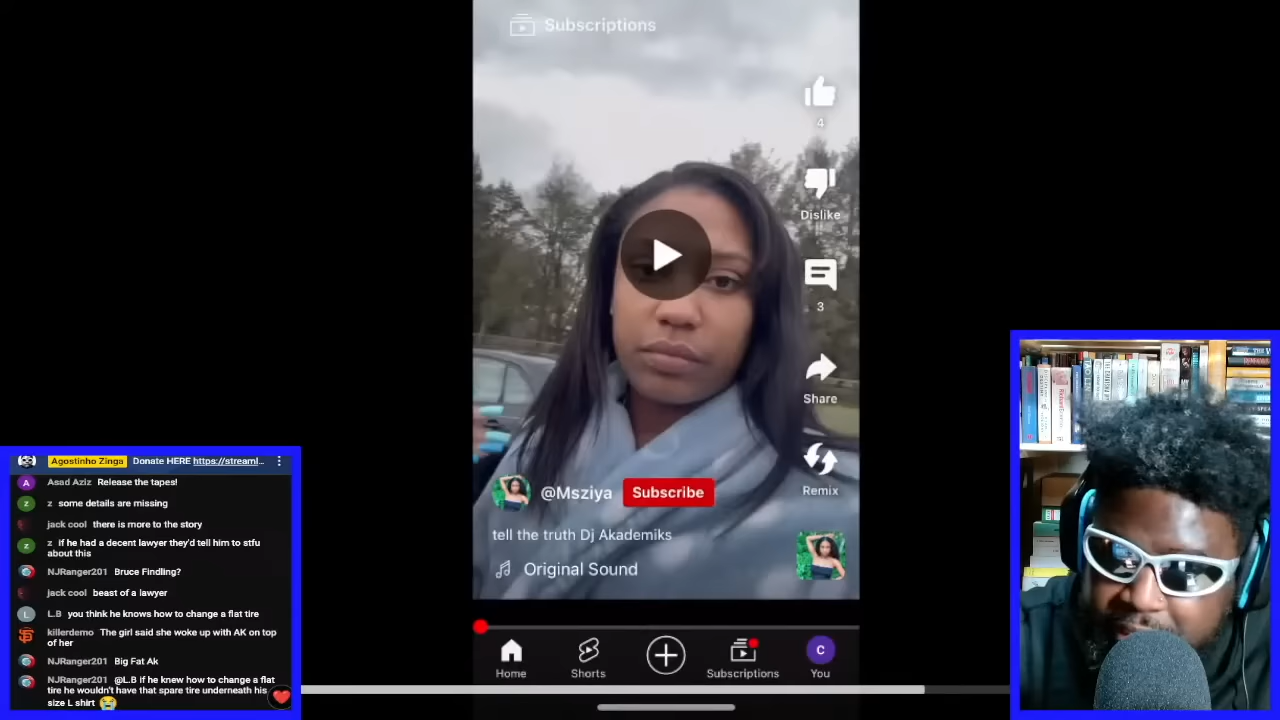 Subscriptions
4
Dislike
3
Share
Remix
@Msziya Subscribe
tell the truth Dj Akademiks
Original Sound
Home Shorts Subscriptions C You
Agostinho Zinga Donate HERE https://streaml...
A Asad Aziz Release the tapes!
z z some details are missing
jack cool there is more to the story
z z if he had a decent lawyer they'd tell him to stfu
about this
NJRanger201 Bruce Findling?
jack cool beast of a lawyer
L L.B you think he knows how to change a flat tire
killerdemo The girl said she woke up with AK on top
of her
NJRanger201 Big Fat Ak
NJRanger201 @L.B if he knew how to change a flat
tire he wouldn't have that spare tire underneath his
size L shirt 😭